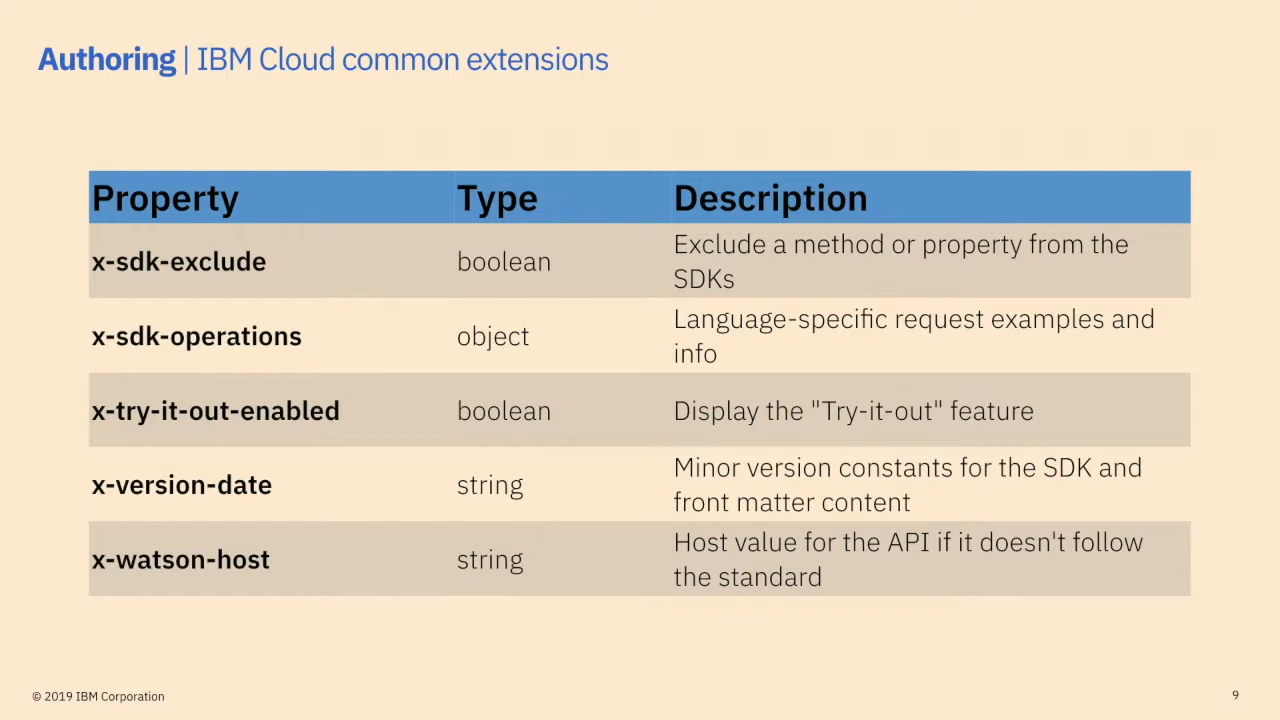 Authoring | IBM Cloud common extensions
Property Type Description
x-sdk-exclude boolean Exclude a method or property from the
SDKs
x-sdk-operations object Language-specific request examples and
info
x-try-it-out-enabled boolean Display the "Try-it-out" feature
x-version-date string Minor version constants for the SDK and
front matter content
x-watson-host string Host value for the API if it doesn't follow
the standard
© 2019 IBM Corporation 9